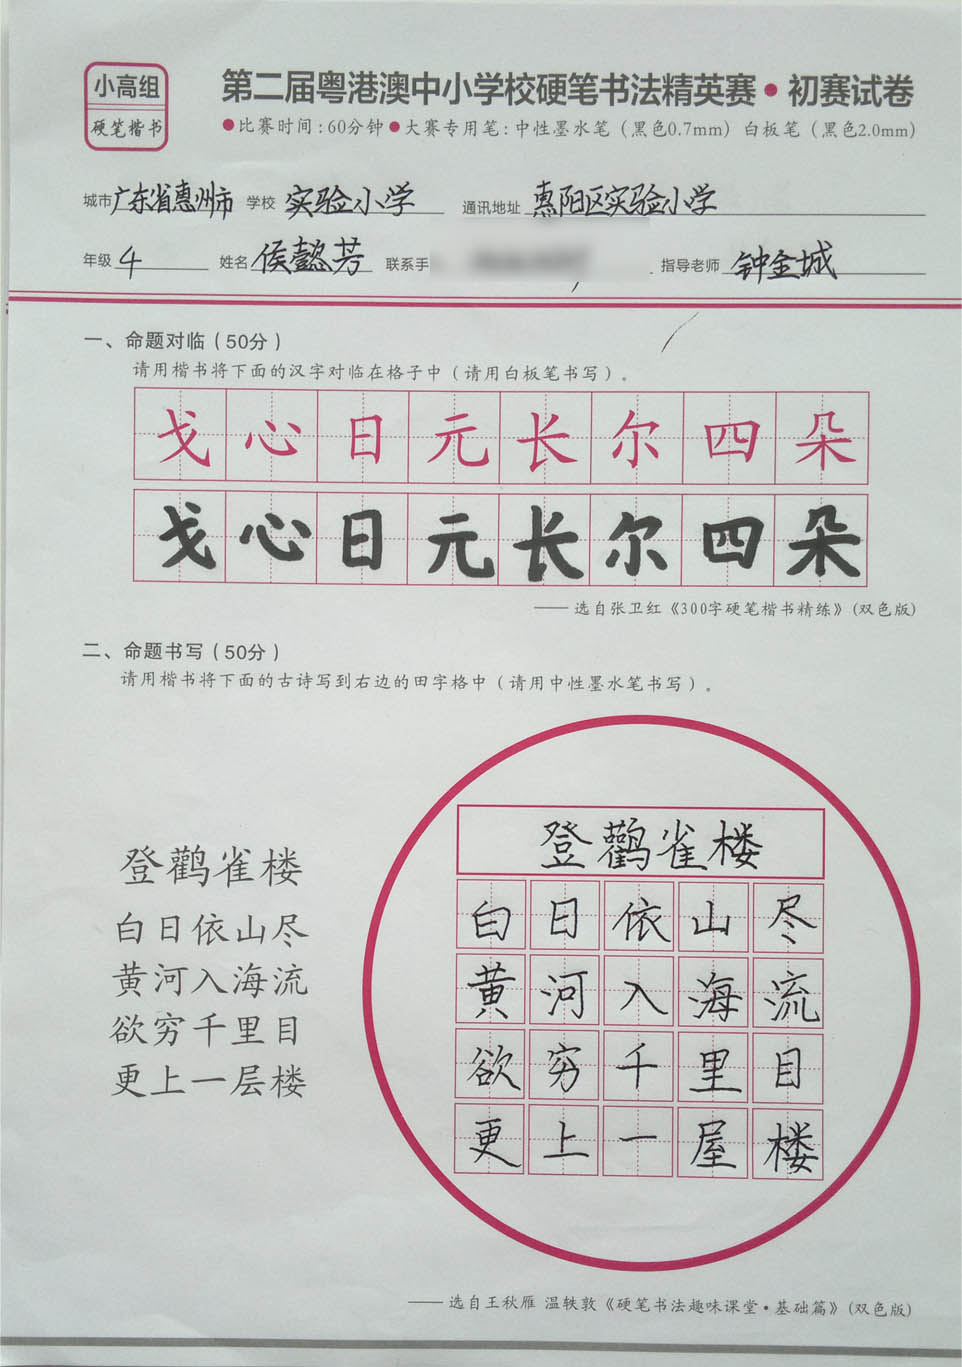 小高组
硬笔楷书
第二届粤港澳中小学校硬笔书法精英赛·初赛试卷
●比赛时间：60分钟●大赛专用笔：中性墨水笔（黑色0.7mm）白板笔（黑色2.0mm）
城市 广东省惠州市 学校 实验小学 通讯地址 惠阳区实验小学
年级 4 姓名 侯懿芳 联系手 指导老师 钟金城
一、命题对临（50分）
请用楷书将下面的汉字对临在格子中（请用白板笔书写）。
戈心日元长尔四朵
戈心日元长尔四朵
—— 选自张卫红《300字硬笔楷书精练》(双色版)
二、命题书写（50分）
请用楷书将下面的古诗写到右边的田字格中（请用中性墨水笔书写）。
登鹳雀楼
白日依山尽
黄河入海流
欲穷千里目
更上一层楼
登鹳雀楼
白日依山尽
黄河入海流
欲穷千里目
更上一屋楼
—— 选自王秋雁 温轶敦《硬笔书法趣味课堂·基础篇》(双色版)